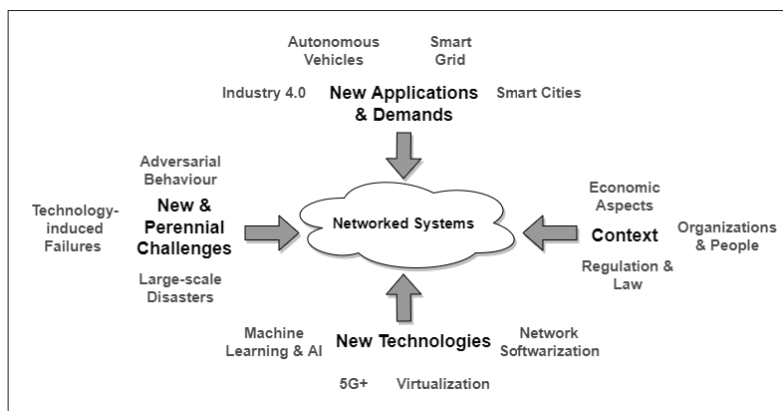 Autonomous
Vehicles
Smart
Grid
Industry 4.0
New Applications
& Demands
Smart Cities
Adversarial
Behaviour
Technology-
induced
Failures
New &
Perennial
Challenges
Large-scale
Disasters
Networked Systems
Economic
Aspects
Context
Organizations
& People
Regulation &
Law
Machine
Learning & AI
New Technologies
Network
Softwarization
5G+
Virtualization